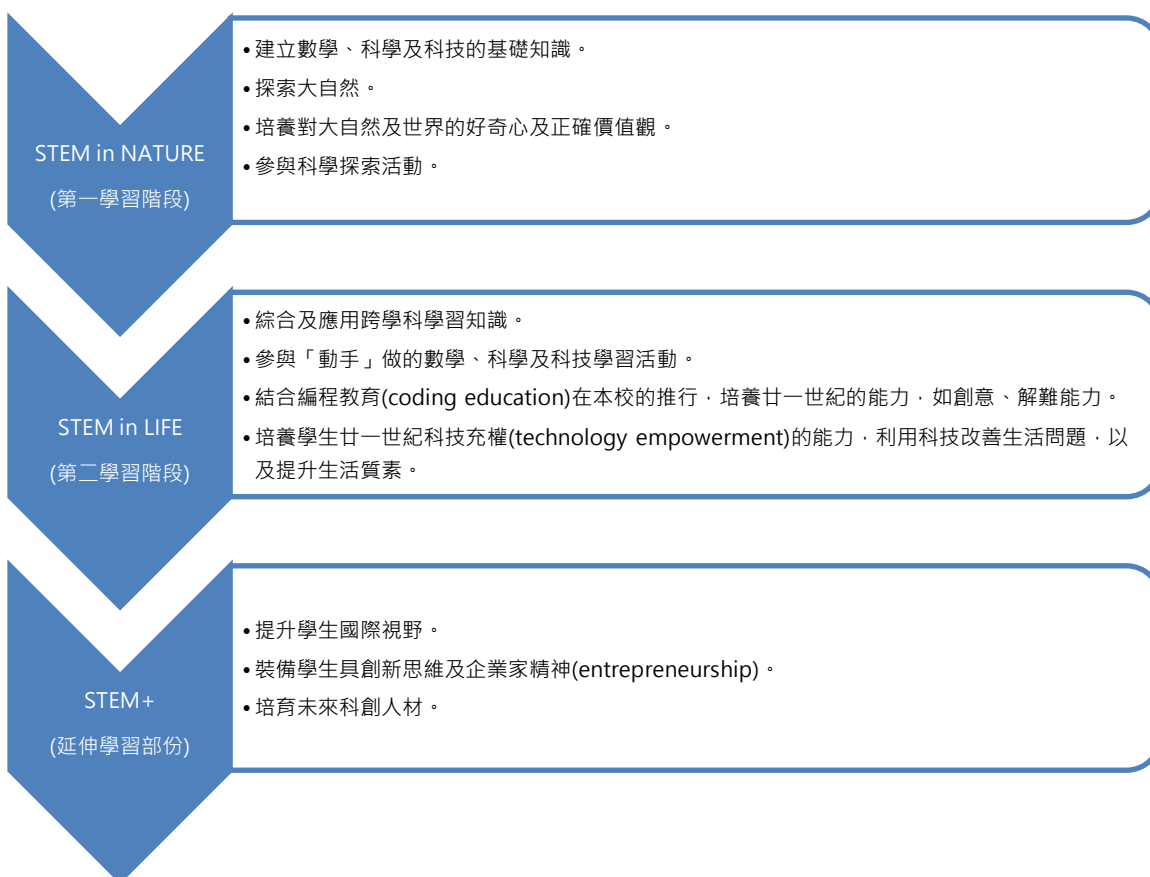 STEM in NATURE
(第一學習階段)
•建立數學、科學及科技的基礎知識。
•探索大自然。
•培養對大自然及世界的好奇心及正確價值觀。
•參與科學探索活動。
STEM in LIFE
(第二學習階段)
•綜合及應用跨學科學習知識。
•參與「動手」做的數學、科學及科技學習活動。
•結合編程教育(coding education)在本校的推行，培養廿一世紀的能力，如創意、解難能力。
•培養學生廿一世紀科技充權(technology empowerment)的能力，利用科技改善生活問題，以
及提升生活質素。
STEM+
(延伸學習部份)
•提升學生國際視野。
•裝備學生具創新思維及企業家精神(entrepreneurship)。
•培育未來科創人材。